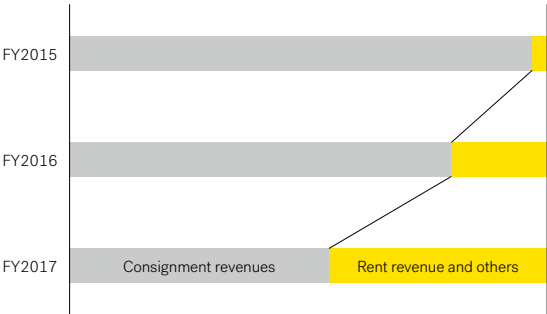 FY2015
FY2016
FY2017
Consignment revenues
Rent revenue and others